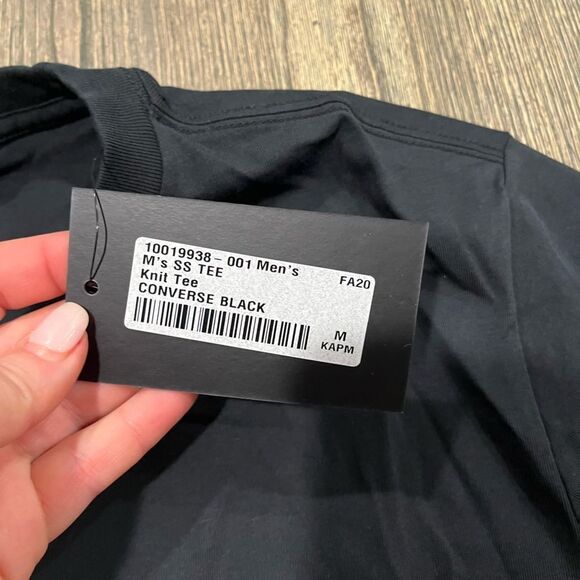 10019938-001 Men's
M's SS TEE FA20
Knit Tee
CONVERSE BLACK
M
KAPM